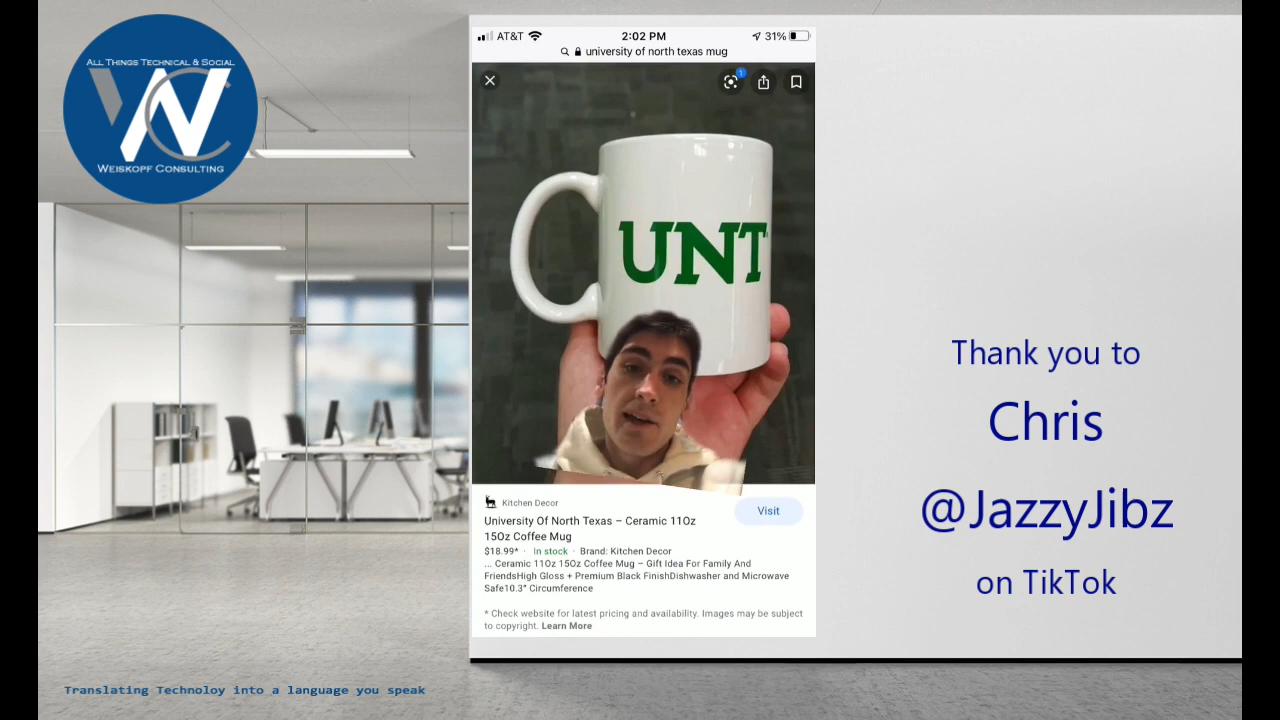 ALL THINGS TECHNICAL & SOCIAL
WC
WEISKOPF CONSULTING
AT&T
2:02 PM
31%
university of north texas mug
1
UNT
Kitchen Decor
Visit
University Of North Texas – Ceramic 11Oz
15Oz Coffee Mug
$18.99* · In stock · Brand: Kitchen Decor
... Ceramic 11Oz 15Oz Coffee Mug – Gift Idea For Family And
FriendsHigh Gloss + Premium Black FinishDishwasher and Microwave
Safe10.3" Circumference
* Check website for latest pricing and availability. Images may be subject
to copyright. Learn More
Thank you to
Chris
@JazzyJibz
on TikTok
Translating Technoloy into a language you speak